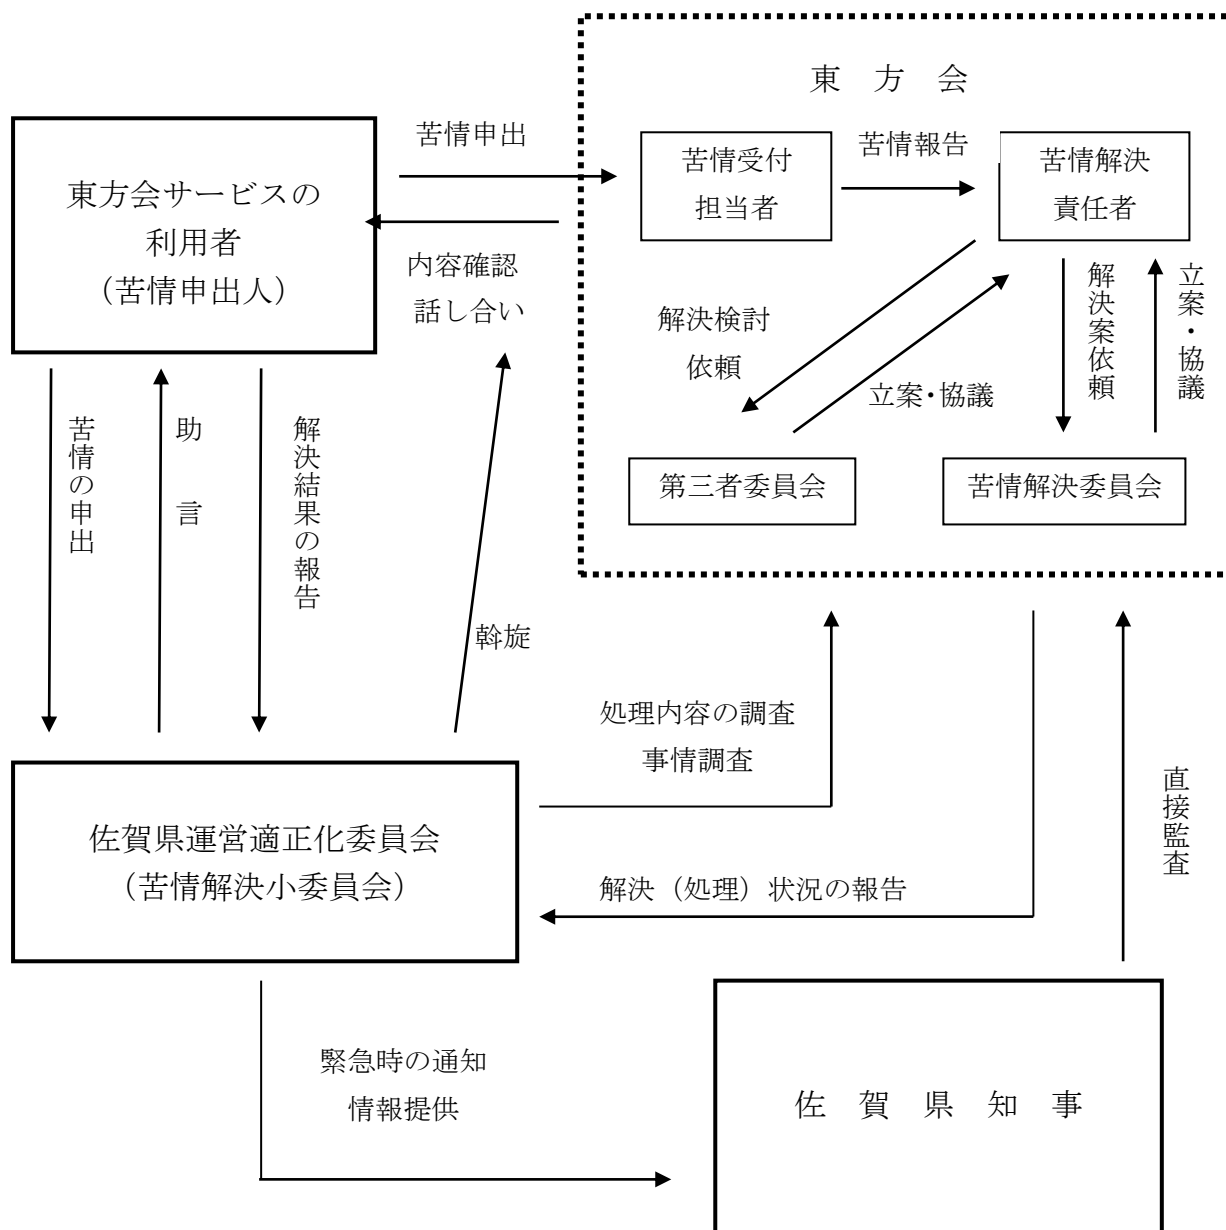 東　方　会
苦情申出
苦情受付
担当者
苦情報告
苦情解決
責任者
東方会サービスの
利用者
（苦情申出人）
内容確認
話し合い
解決検討
依頼
立案・協議
解決案依頼
立案・協議
第三者委員会
苦情解決委員会
苦情の申出
助　言
解決結果の報告
斡旋
処理内容の調査
事情調査
直接監査
佐賀県運営適正化委員会
（苦情解決小委員会）
解決（処理）状況の報告
緊急時の通知
情報提供
佐　賀　県　知　事